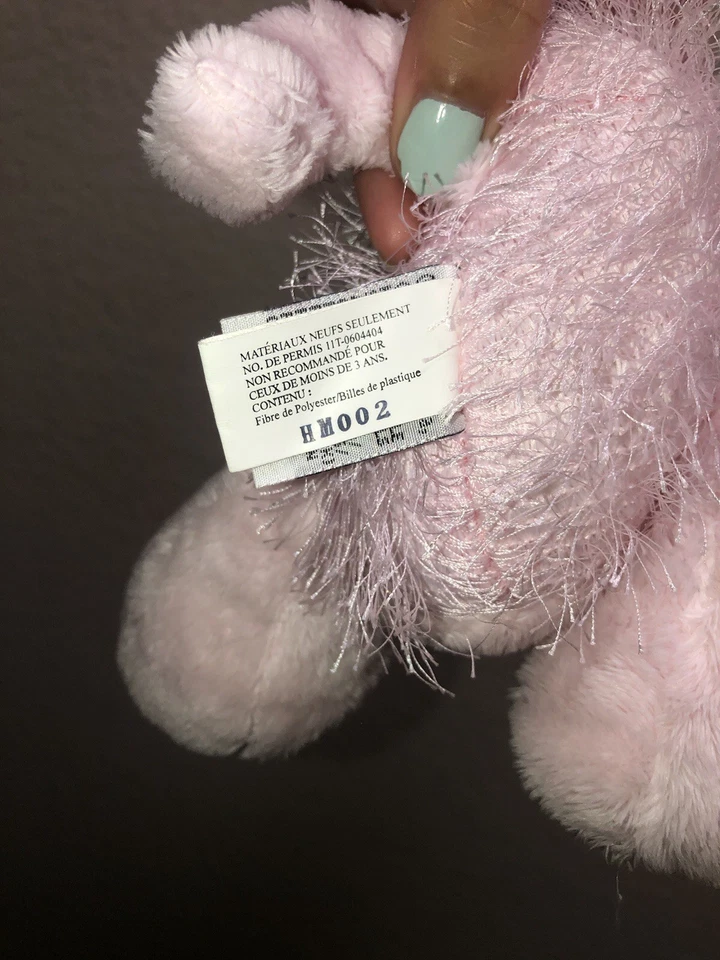 MATÉRIAUX NEUFS SEULEMENT
NO. DE PERMIS 11T-0604404
NON RECOMMANDÉ POUR
CEUX DE MOINS DE 3 ANS.
CONTENU :
Fibre de Polyester/Billes de plastique
HM002